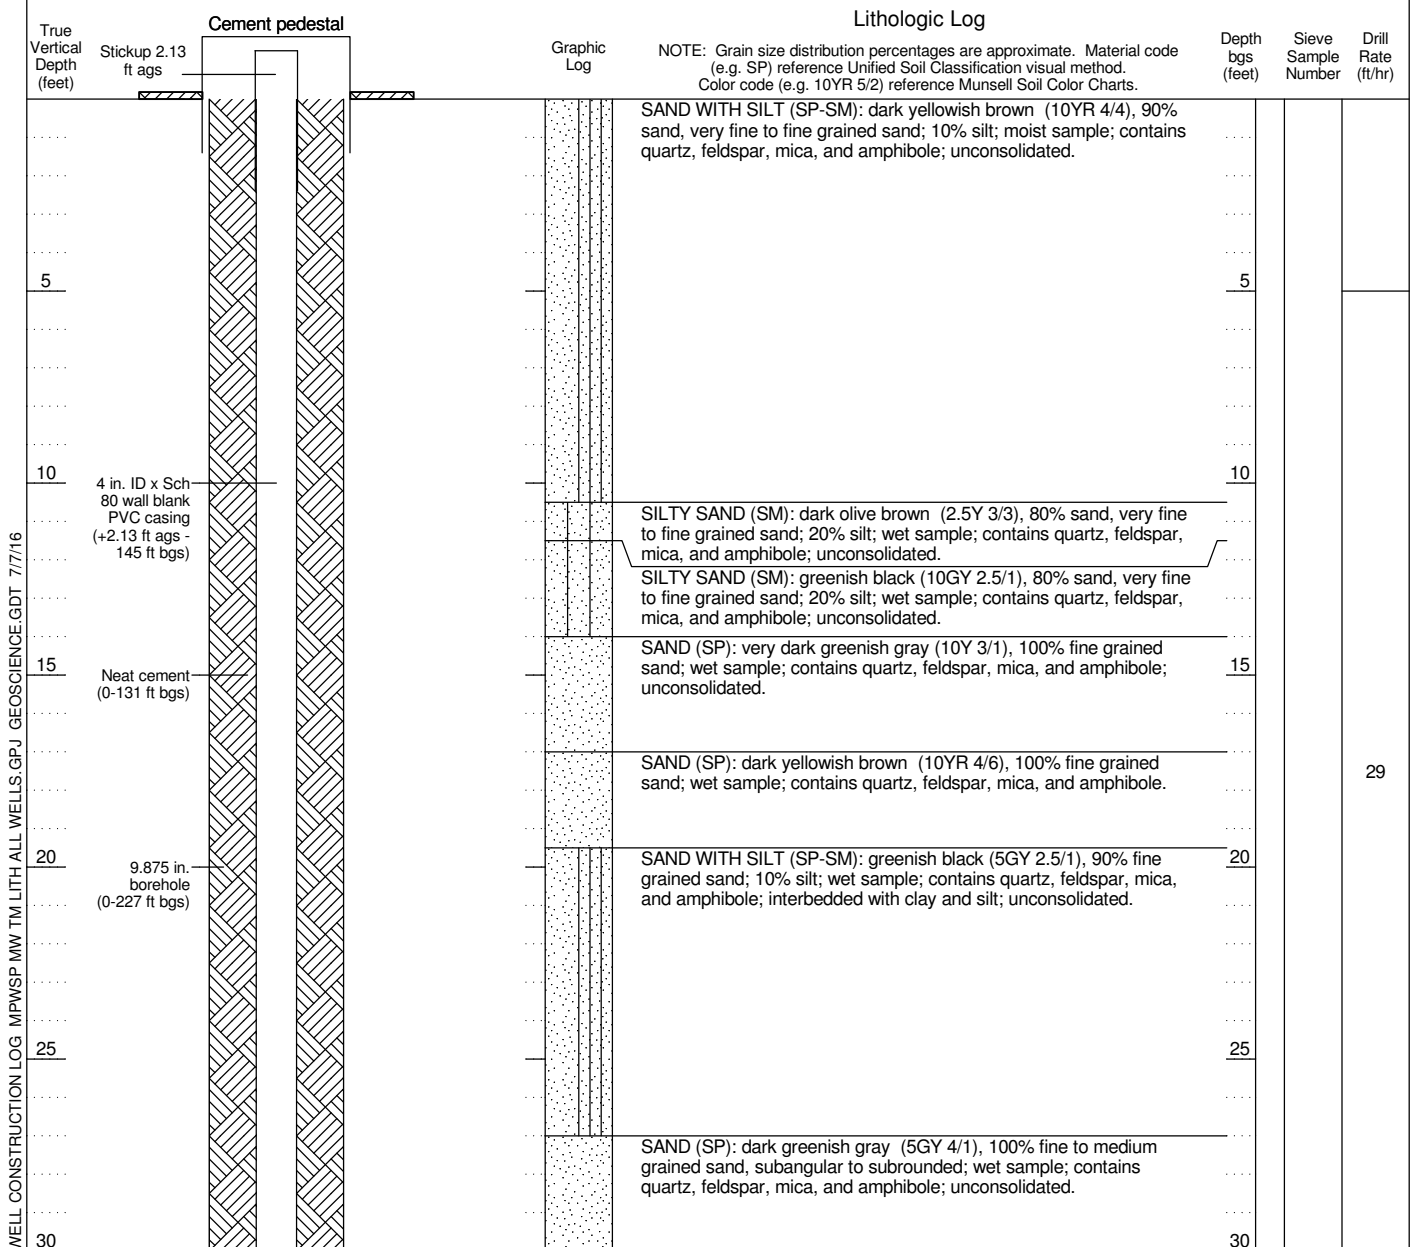 Lithologic Log
Cement pedestal
True
Vertical
Depth
(feet)
Stickup 2.13
ft ags
Graphic
Log
NOTE:  Grain size distribution percentages are approximate.  Material code
(e.g. SP) reference Unified Soil Classification visual method.
Color code (e.g. 10YR 5/2) reference Munsell Soil Color Charts.
Depth
bgs
(feet)
Sieve
Sample
Number
Drill
Rate
(ft/hr)
SAND WITH SILT (SP-SM): dark yellowish brown  (10YR 4/4), 90%
sand, very fine to fine grained sand; 10% silt; moist sample; contains
quartz, feldspar, mica, and amphibole; unconsolidated.
5
5
10
10
4 in. ID x Sch
80 wall blank
PVC casing
(+2.13 ft ags -
145 ft bgs)
SILTY SAND (SM): dark olive brown  (2.5Y 3/3), 80% sand, very fine
to fine grained sand; 20% silt; wet sample; contains quartz, feldspar,
mica, and amphibole; unconsolidated.
SILTY SAND (SM): greenish black (10GY 2.5/1), 80% sand, very fine
to fine grained sand; 20% silt; wet sample; contains quartz, feldspar,
mica, and amphibole; unconsolidated.
SAND (SP): very dark greenish gray (10Y 3/1), 100% fine grained
sand; wet sample; contains quartz, feldspar, mica, and amphibole;
unconsolidated.
15
15
Neat cement
(0-131 ft bgs)
SAND (SP): dark yellowish brown  (10YR 4/6), 100% fine grained
sand; wet sample; contains quartz, feldspar, mica, and amphibole.
29
20
20
9.875 in.
borehole
(0-227 ft bgs)
SAND WITH SILT (SP-SM): greenish black (5GY 2.5/1), 90% fine
grained sand; 10% silt; wet sample; contains quartz, feldspar, mica,
and amphibole; interbedded with clay and silt; unconsolidated.
25
25
SAND (SP): dark greenish gray  (5GY 4/1), 100% fine to medium
grained sand, subangular to subrounded; wet sample; contains
quartz, feldspar, mica, and amphibole; unconsolidated.
30
30
WELL CONSTRUCTION LOG  MPWSP MW TM LITH ALL WELLS.GPJ  GEOSCIENCE.GDT  7/7/16